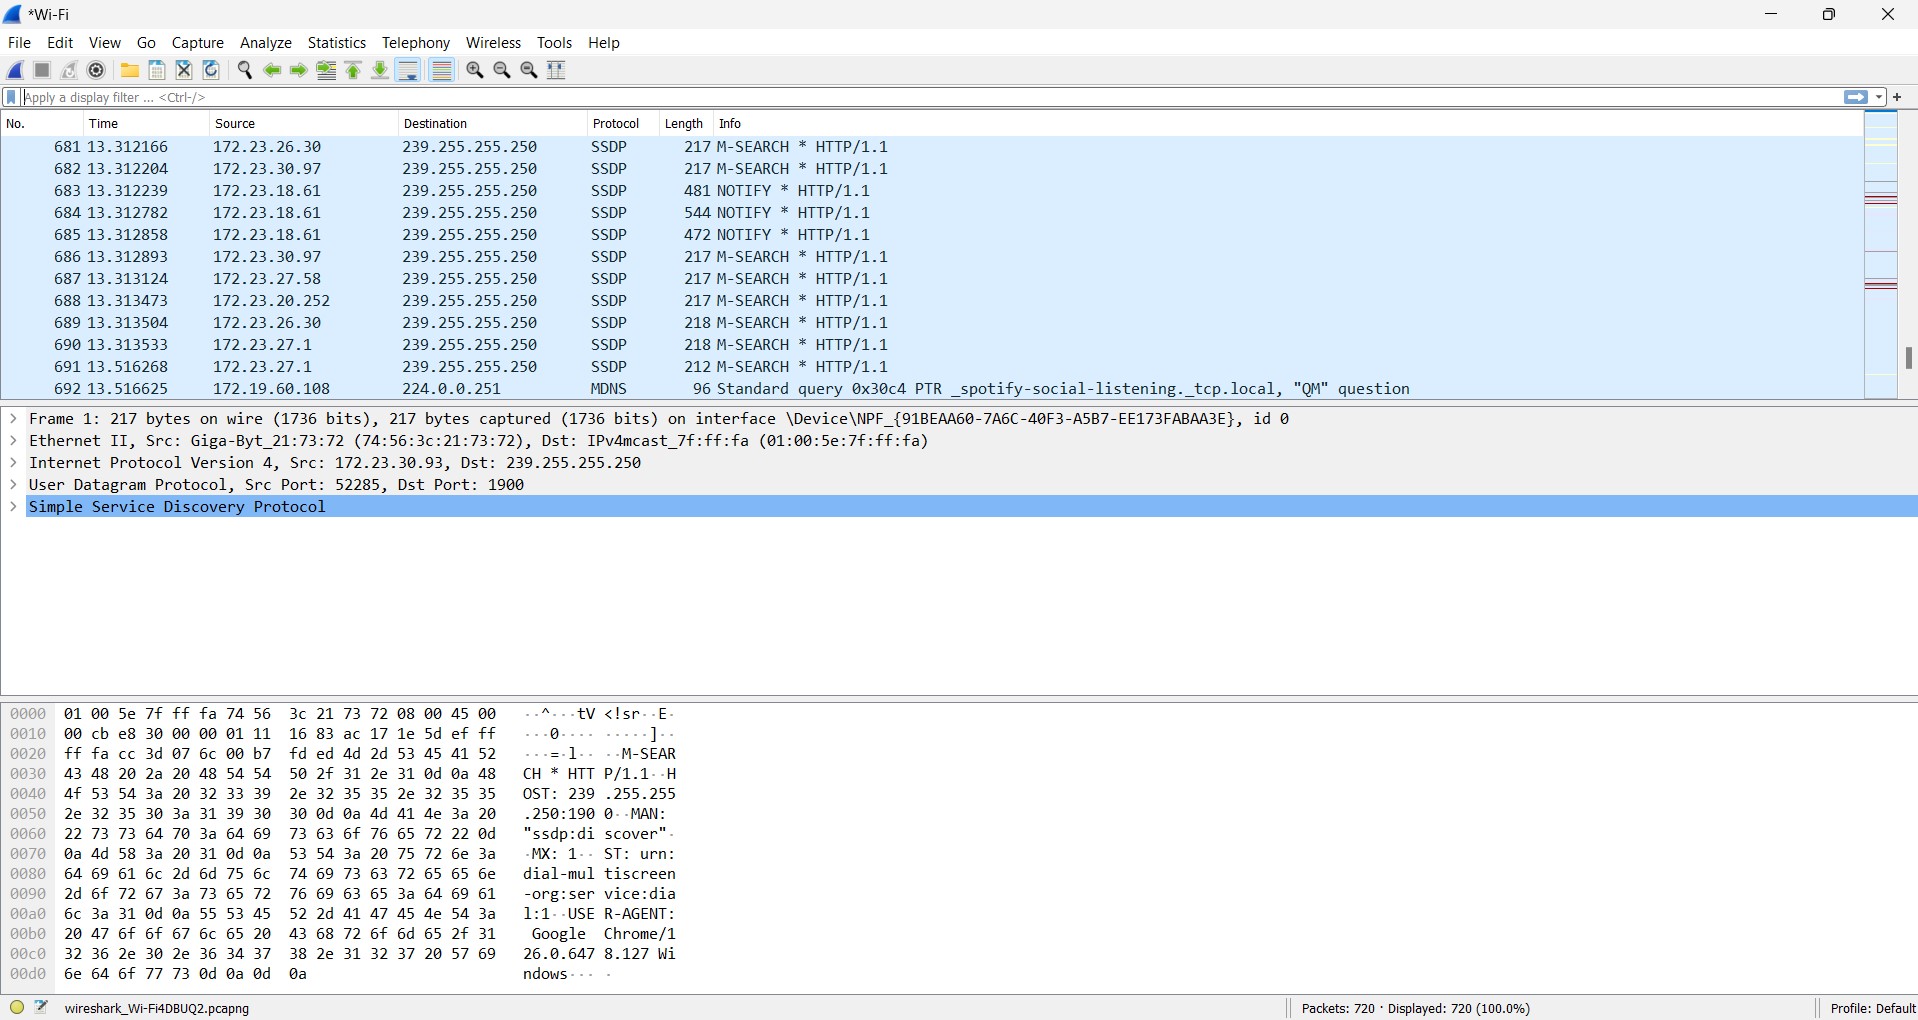 *Wi-Fi
File Edit View Go Capture Analyze Statistics Telephony Wireless Tools Help
Apply a display filter ... <Ctrl-/>
No. Time Source Destination Protocol Length Info
681 13.312166 172.23.26.30 239.255.255.250 SSDP 217 M-SEARCH * HTTP/1.1
682 13.312204 172.23.30.97 239.255.255.250 SSDP 217 M-SEARCH * HTTP/1.1
683 13.312239 172.23.18.61 239.255.255.250 SSDP 481 NOTIFY * HTTP/1.1
684 13.312782 172.23.18.61 239.255.255.250 SSDP 544 NOTIFY * HTTP/1.1
685 13.312858 172.23.18.61 239.255.255.250 SSDP 472 NOTIFY * HTTP/1.1
686 13.312893 172.23.30.97 239.255.255.250 SSDP 217 M-SEARCH * HTTP/1.1
687 13.313124 172.23.27.58 239.255.255.250 SSDP 217 M-SEARCH * HTTP/1.1
688 13.313473 172.23.20.252 239.255.255.250 SSDP 217 M-SEARCH * HTTP/1.1
689 13.313504 172.23.26.30 239.255.255.250 SSDP 218 M-SEARCH * HTTP/1.1
690 13.313533 172.23.27.1 239.255.255.250 SSDP 218 M-SEARCH * HTTP/1.1
691 13.516268 172.23.27.1 239.255.255.250 SSDP 212 M-SEARCH * HTTP/1.1
692 13.516625 172.19.60.108 224.0.0.251 MDNS 96 Standard query 0x30c4 PTR _spotify-social-listening._tcp.local, "QM" question
Frame 1: 217 bytes on wire (1736 bits), 217 bytes captured (1736 bits) on interface \Device\NPF_{91BEAA60-7A6C-40F3-A5B7-EE173FABAA3E}, id 0
Ethernet II, Src: Giga-Byt_21:73:72 (74:56:3c:21:73:72), Dst: IPv4mcast_7f:ff:fa (01:00:5e:7f:ff:fa)
Internet Protocol Version 4, Src: 172.23.30.93, Dst: 239.255.255.250
User Datagram Protocol, Src Port: 52285, Dst Port: 1900
Simple Service Discovery Protocol
0000 01 00 5e 7f ff fa 74 56 3c 21 73 72 08 00 45 00 ··^···tV <!sr··E·
0010 00 cb e8 30 00 00 01 11 16 83 ac 17 1e 5d ef ff ···0···· ·····]··
0020 ff fa cc 3d 07 6c 00 b7 fd ed 4d 2d 53 45 41 52 ···=·l·· ··M-SEAR
0030 43 48 20 2a 20 48 54 54 50 2f 31 2e 31 0d 0a 48 CH * HTT P/1.1··H
0040 4f 53 54 3a 20 32 33 39 2e 32 35 35 2e 32 35 35 OST: 239 .255.255
0050 2e 32 35 30 3a 31 39 30 30 0d 0a 4d 41 4e 3a 20 .250:190 0··MAN:
0060 22 73 73 64 70 3a 64 69 73 63 6f 76 65 72 22 0d "ssdp:di scover"·
0070 0a 4d 58 3a 20 31 0d 0a 53 54 3a 20 75 72 6e 3a ·MX: 1·· ST: urn:
0080 64 69 61 6c 2d 6d 75 6c 74 69 73 63 72 65 65 6e dial-mul tiscreen
0090 2d 6f 72 67 3a 73 65 72 76 69 63 65 3a 64 69 61 -org:ser vice:dia
00a0 6c 3a 31 0d 0a 55 53 45 52 2d 41 47 45 4e 54 3a l:1··USE R-AGENT:
00b0 20 47 6f 6f 67 6c 65 20 43 68 72 6f 6d 65 2f 31 Google Chrome/1
00c0 32 36 2e 30 2e 36 34 37 38 2e 31 32 37 20 57 69 26.0.647 8.127 Wi
00d0 6e 64 6f 77 73 0d 0a 0d 0a ndows··· ·
wireshark_Wi-Fi4DBUQ2.pcapng Packets: 720 · Displayed: 720 (100.0%) Profile: Default